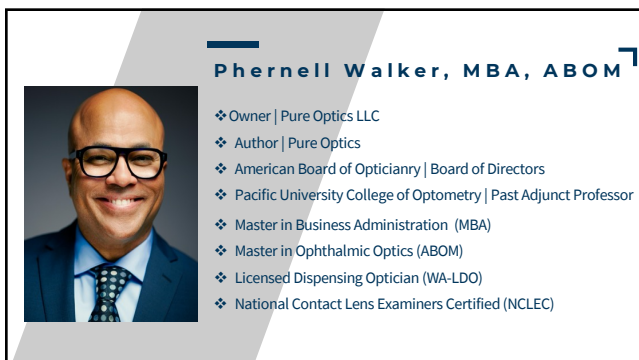 Phernell Walker, MBA, ABOM
❖Owner | Pure Optics LLC
❖ Author | Pure Optics
❖ American Board of Opticianry | Board of Directors
❖ Pacific University College of Optometry | Past Adjunct Professor
❖ Master in Business Administration (MBA)
❖ Master in Ophthalmic Optics (ABOM)
❖ Licensed Dispensing Optician (WA-LDO)
❖ National Contact Lens Examiners Certified (NCLEC)